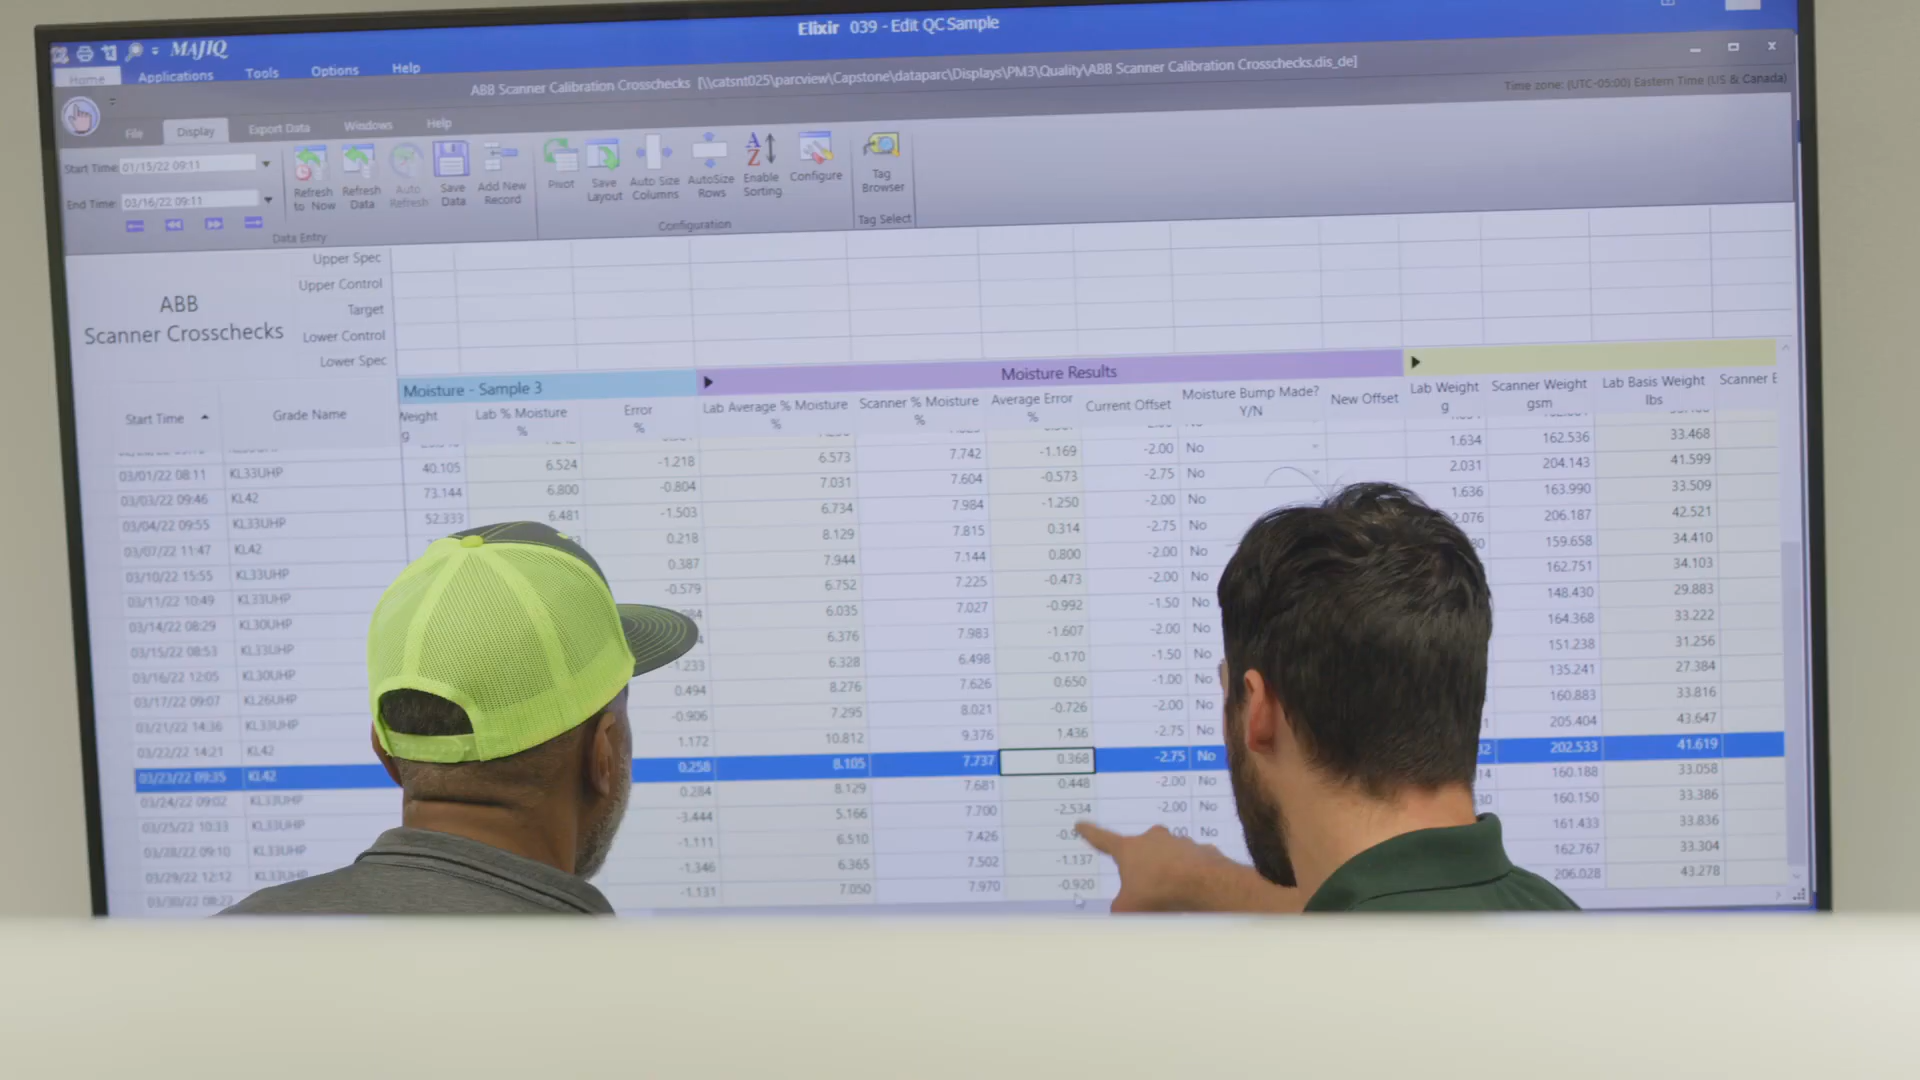 Elixir 039 - Edit QC Sample
MAJIQ
Home Applications Tools Options Help
ABB Scanner Calibration Crosschecks [\\catsnt025\parcview\Capstone\dataparc\Displays\PM3\Quality\ABB Scanner Calibration Crosschecks.dis_de]
Time zone: (UTC-05:00) Eastern Time (US & Canada)
File Display Export Data Windows Help
Start Time: 01/15/22 09:11
End Time: 03/16/22 09:11
Refresh to Now Refresh Data Auto Refresh Save Data Add New Record
Pivot Save Layout Auto Size Columns AutoSize Rows Enable Sorting Configure Tag Browser
Data Entry Configuration Tag Select
ABB
Scanner Crosschecks
Upper Spec
Upper Control
Target
Lower Control
Lower Spec
Moisture - Sample 3 Moisture Results
Start Time Grade Name Weight g Lab % Moisture % Error % Lab Average % Moisture % Scanner % Moisture % Average Error % Current Offset Moisture Bump Made? Y/N New Offset Lab Weight g Scanner Weight gsm Lab Basis Weight lbs Scanner
03/01/22 08:11 KL33UHP 40.105 6.524 -1.218 6.573 7.742 -1.169 -2.00 No 1.634 162.536 33.468
03/03/22 09:46 KL42 73.144 6.800 -0.804 7.031 7.604 -0.573 -2.75 No 2.031 204.143 41.599
03/04/22 09:55 KL33UHP 52.333 6.481 -1.503 6.734 7.984 -1.250 -2.00 No 1.636 163.990 33.509
03/07/22 11:47 KL42 0.218 8.129 7.815 0.314 -2.75 No 2.076 206.187 42.521
03/10/22 15:55 KL33UHP 0.387 7.944 7.144 0.800 -2.00 No 159.658 34.410
03/11/22 10:49 KL33UHP -0.579 6.752 7.225 -0.473 -2.00 No 162.751 34.103
03/14/22 08:29 KL30UHP 6.035 7.027 -0.992 -1.50 No 148.430 29.883
03/15/22 08:53 KL33UHP 6.376 7.983 -1.607 -2.00 No 164.368 33.222
03/16/22 12:05 KL30UHP -1.233 6.328 6.498 -0.170 -1.50 No 151.238 31.256
03/17/22 09:07 KL26UHP 0.494 8.276 7.626 0.650 -1.00 No 135.241 27.384
03/21/22 14:36 KL33UHP -0.906 7.295 8.021 -0.726 -2.00 No 160.883 33.816
03/22/22 14:21 KL42 1.172 10.812 9.376 1.436 -2.75 No 205.404 43.647
03/23/22 09:35 KL42 0.258 8.105 7.737 0.368 -2.75 No 202.533 41.619
03/24/22 09:02 KL33UHP 0.284 8.129 7.681 0.448 -2.00 No 160.188 33.058
03/25/22 10:33 KL33UHP -3.444 5.166 7.700 -2.534 -2.00 No 160.150 33.386
03/28/22 09:10 KL33UHP -1.111 6.510 7.426 No 161.433 33.836
03/29/22 12:12 KL33UHP -1.346 6.365 7.502 -1.137 162.767 33.304
03/30/22 08:22 -1.131 7.050 7.970 -0.920 206.028 43.278